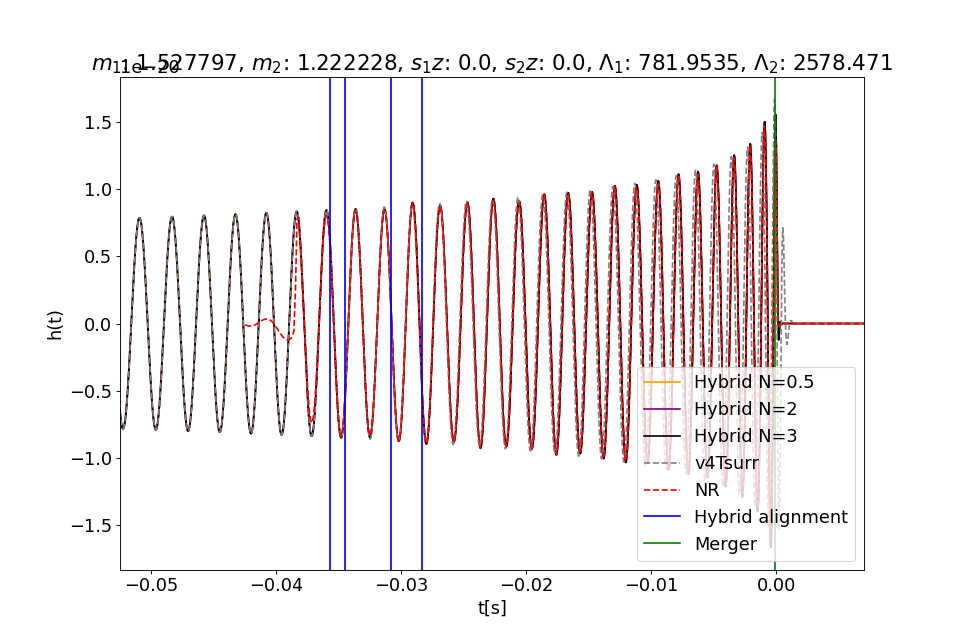 m₁: 1.527797, m₂: 1.222228, s₁z: 0.0, s₂z: 0.0, Λ₁: 781.9535, Λ₂: 2578.471
1e−20
1.5
1.0
0.5
0.0
−0.5
−1.0
−1.5
h(t)
Hybrid N=0.5
Hybrid N=2
Hybrid N=3
v4Tsurr
NR
Hybrid alignment
Merger
−0.05 −0.04 −0.03 −0.02 −0.01 0.00
t[s]